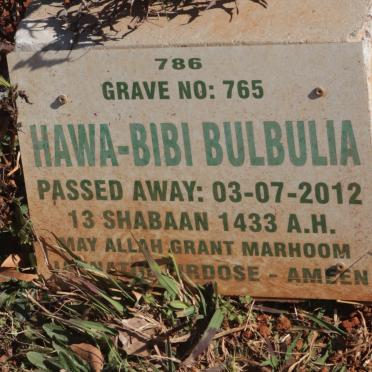 786
GRAVE NO: 765
HAWA-BIBI BULBULIA
PASSED AWAY: 03-07-2012
13 SHABAAN 1433 A.H.
MAY ALLAH GRANT MARHOOM
- AMEEN